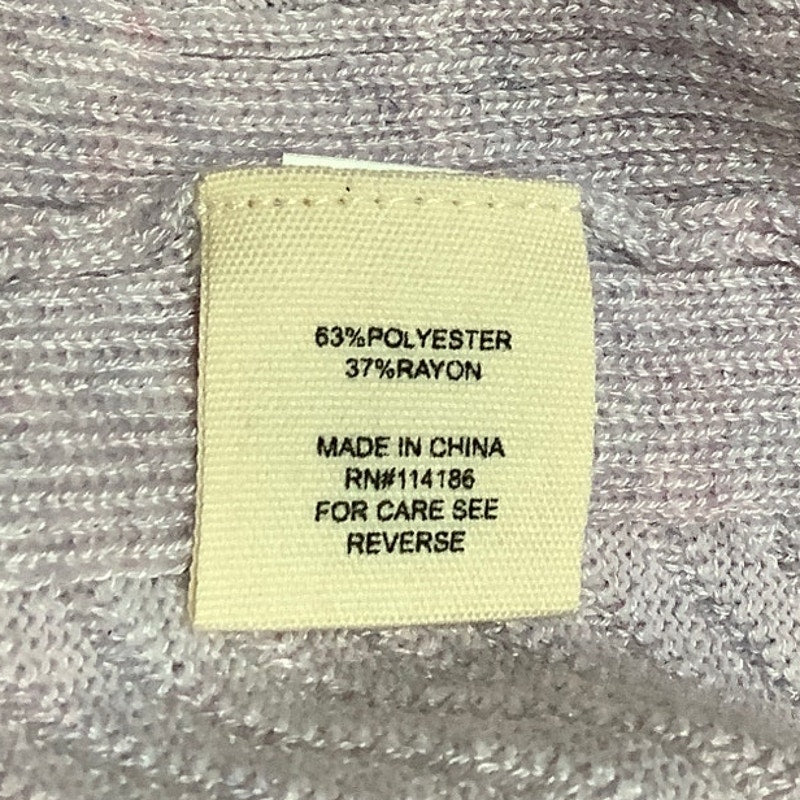 63%POLYESTER
37%RAYON
MADE IN CHINA
RN#114186
FOR CARE SEE
REVERSE